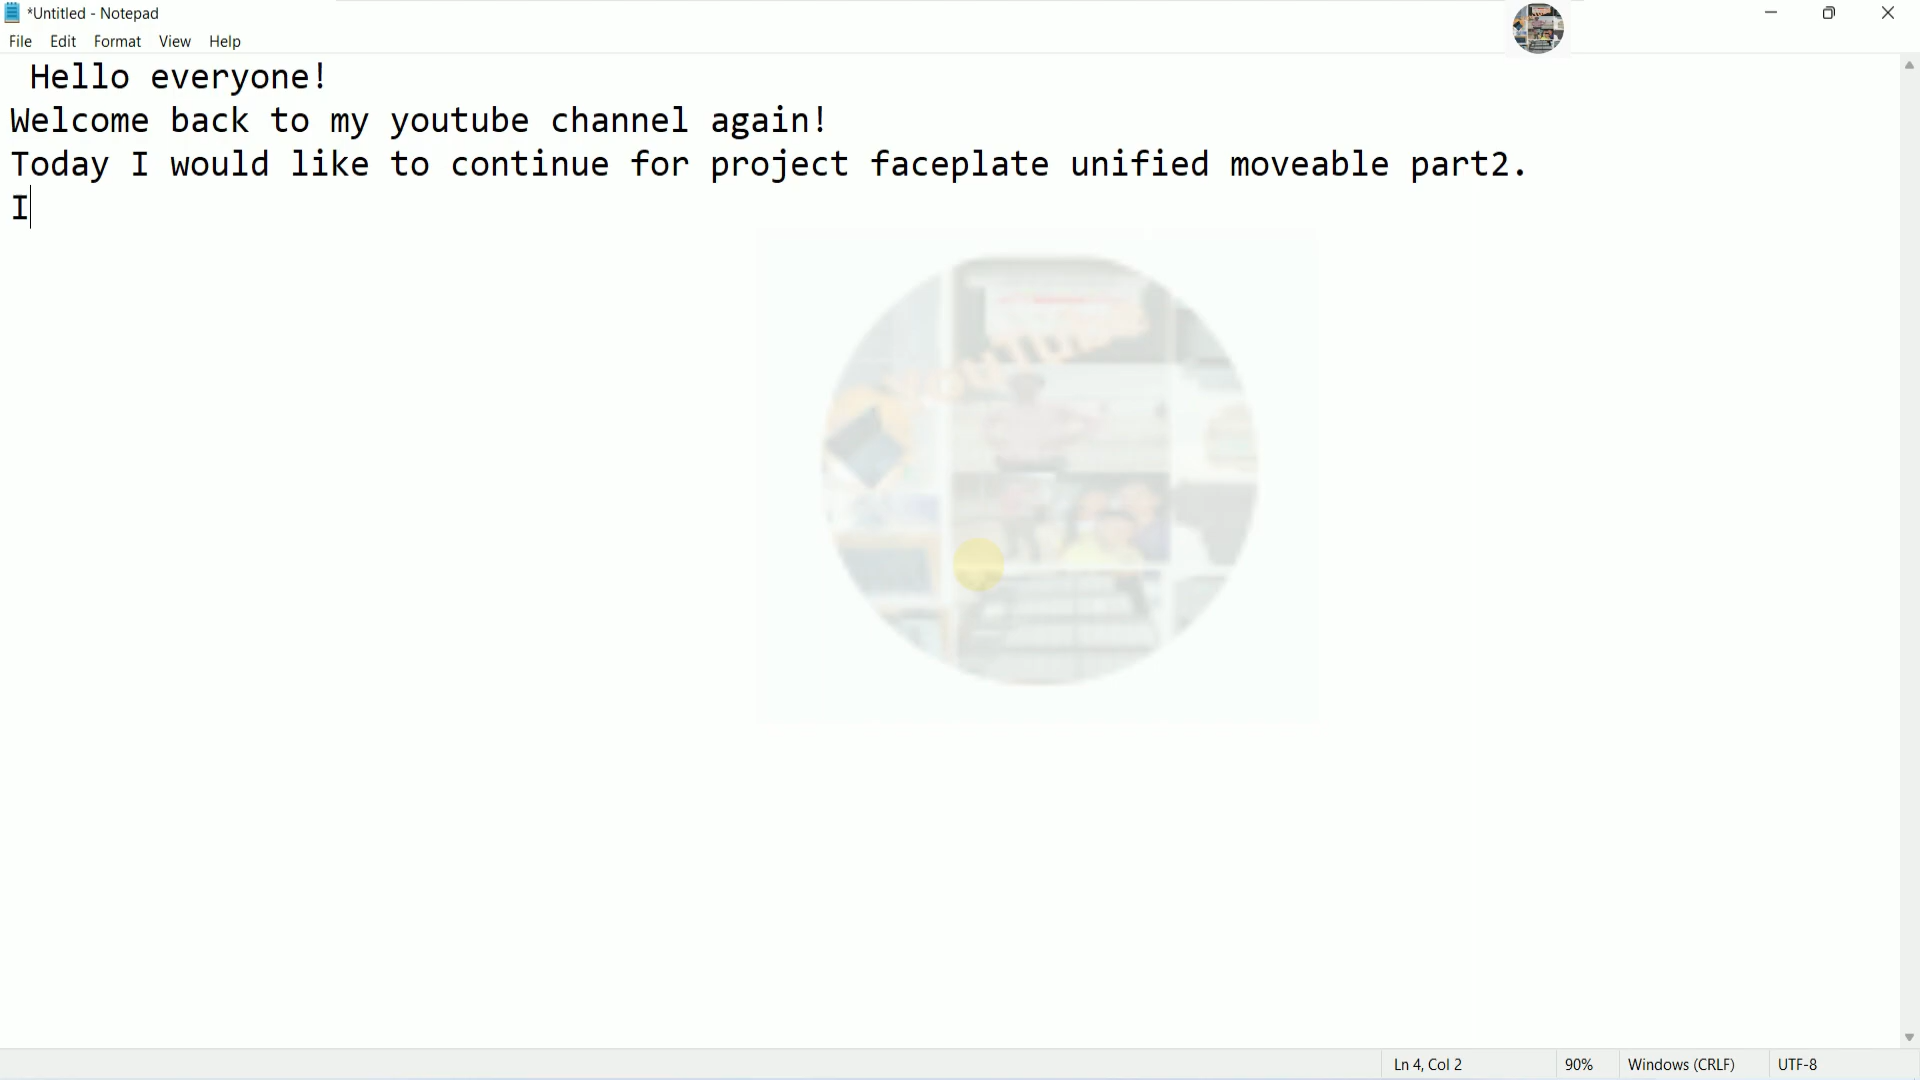 *Untitled - Notepad
File Edit Format View Help
Hello everyone!
Welcome back to my youtube channel again!
Today I would like to continue for project faceplate unified moveable part2.
I
Ln 4, Col 2 90% Windows (CRLF) UTF-8